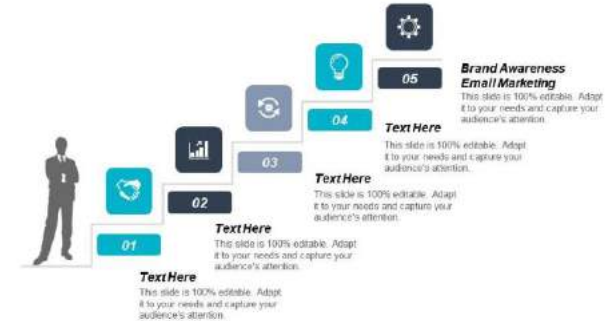 05
Brand Awareness
Email Marketing
This slide is 100% editable. Adapt
it to your needs and capture your
audience's attention.
04
Text Here
This slide is 100% editable. Adapt
it to your needs and capture your
audience's attention.
03
Text Here
This slide is 100% editable. Adapt
it to your needs and capture your
audience's attention.
02
Text Here
This slide is 100% editable. Adapt
it to your needs and capture your
audience's attention.
01
Text Here
This slide is 100% editable. Adapt
it to your needs and capture your
audience's attention.